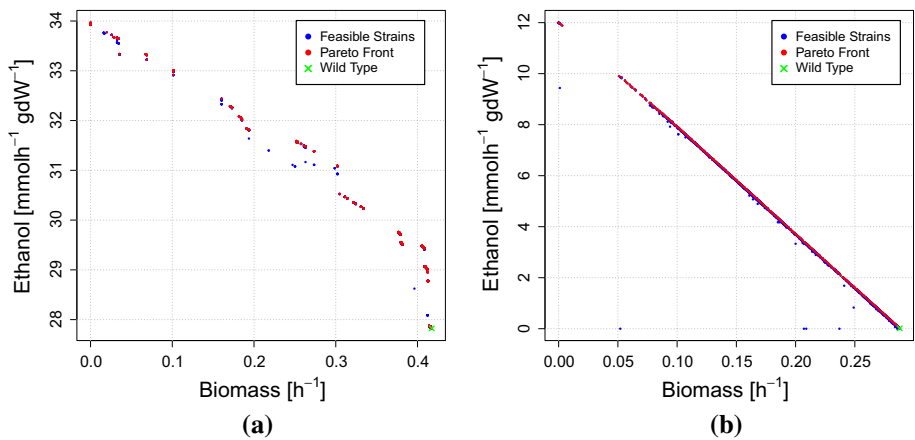 Ethanol [mmolh⁻¹ gdW⁻¹]
34
33
32
31
30
29
28
0.0
0.1
0.2
0.3
0.4
Biomass [h⁻¹]
Feasible Strains
Pareto Front
Wild Type
(a)
Ethanol [mmolh⁻¹ gdW⁻¹]
12
10
8
6
4
2
0
0.00
0.05
0.10
0.15
0.20
0.25
Biomass [h⁻¹]
Feasible Strains
Pareto Front
Wild Type
(b)